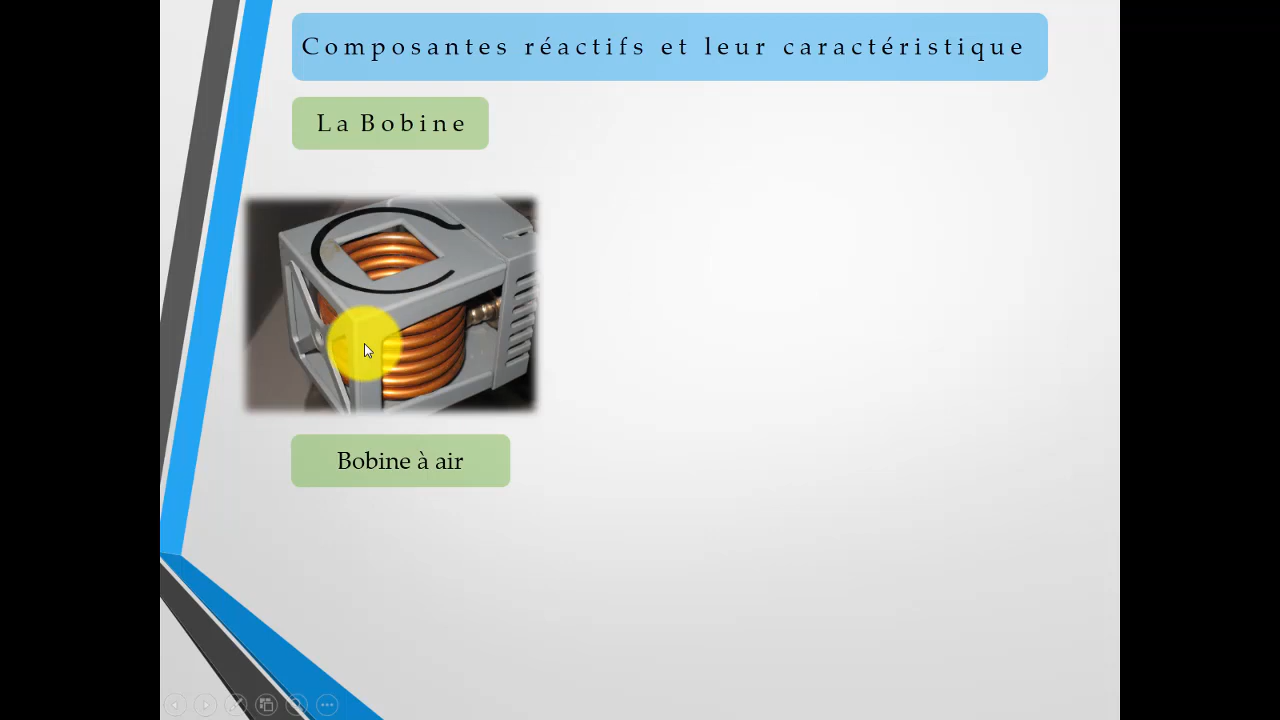 Composantes réactifs et leur caractéristique
La Bobine
Bobine à air